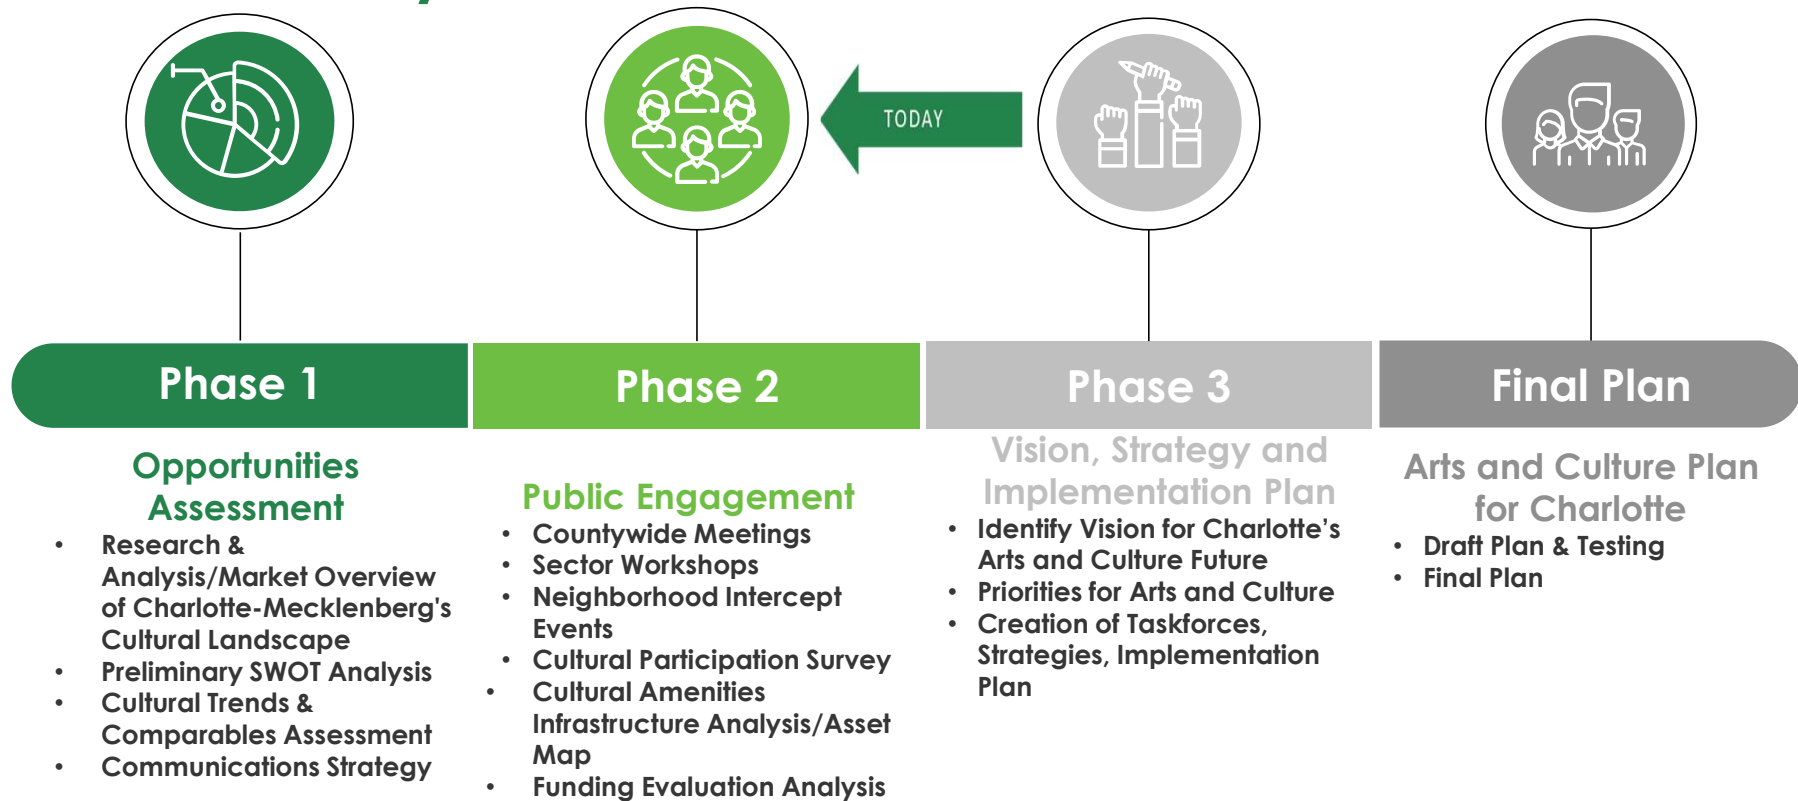 TODAY
Phase 1
Phase 2
Phase 3
Final Plan
Opportunities
Assessment
• Research &
Analysis/Market Overview
of Charlotte-Mecklenberg's
Cultural Landscape
• Preliminary SWOT Analysis
• Cultural Trends &
Comparables Assessment
• Communications Strategy
Public Engagement
• Countywide Meetings
• Sector Workshops
• Neighborhood Intercept
Events
• Cultural Participation Survey
• Cultural Amenities
Infrastructure Analysis/Asset
Map
• Funding Evaluation Analysis
Vision, Strategy and
Implementation Plan
• Identify Vision for Charlotte’s
Arts and Culture Future
• Priorities for Arts and Culture
• Creation of Taskforces,
Strategies, Implementation
Plan
Arts and Culture Plan
for Charlotte
• Draft Plan & Testing
• Final Plan